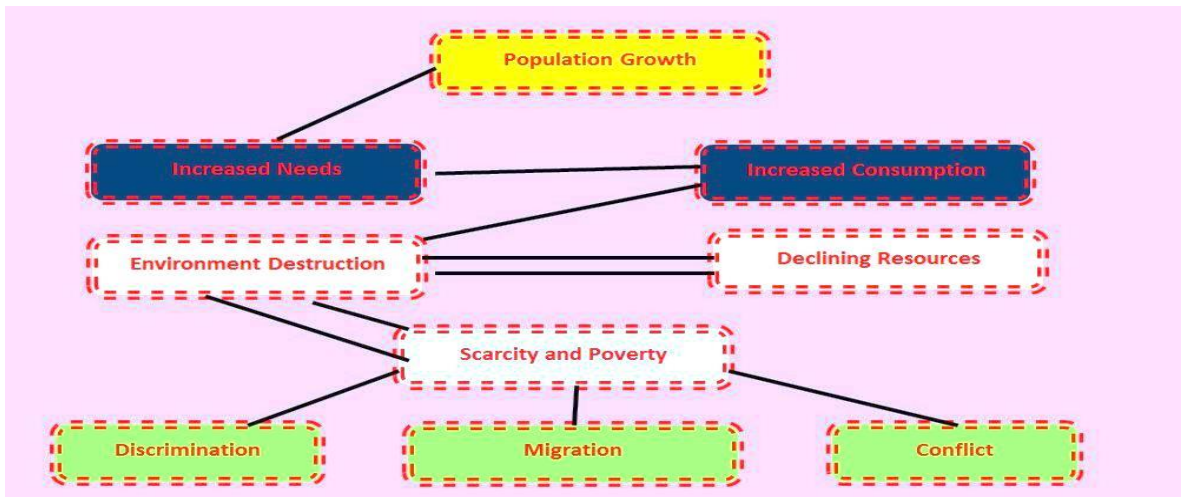 Population Growth
Increased Needs
Increased Consumption
Environment Destruction
Declining Resources
Scarcity and Poverty
Discrimination
Migration
Conflict